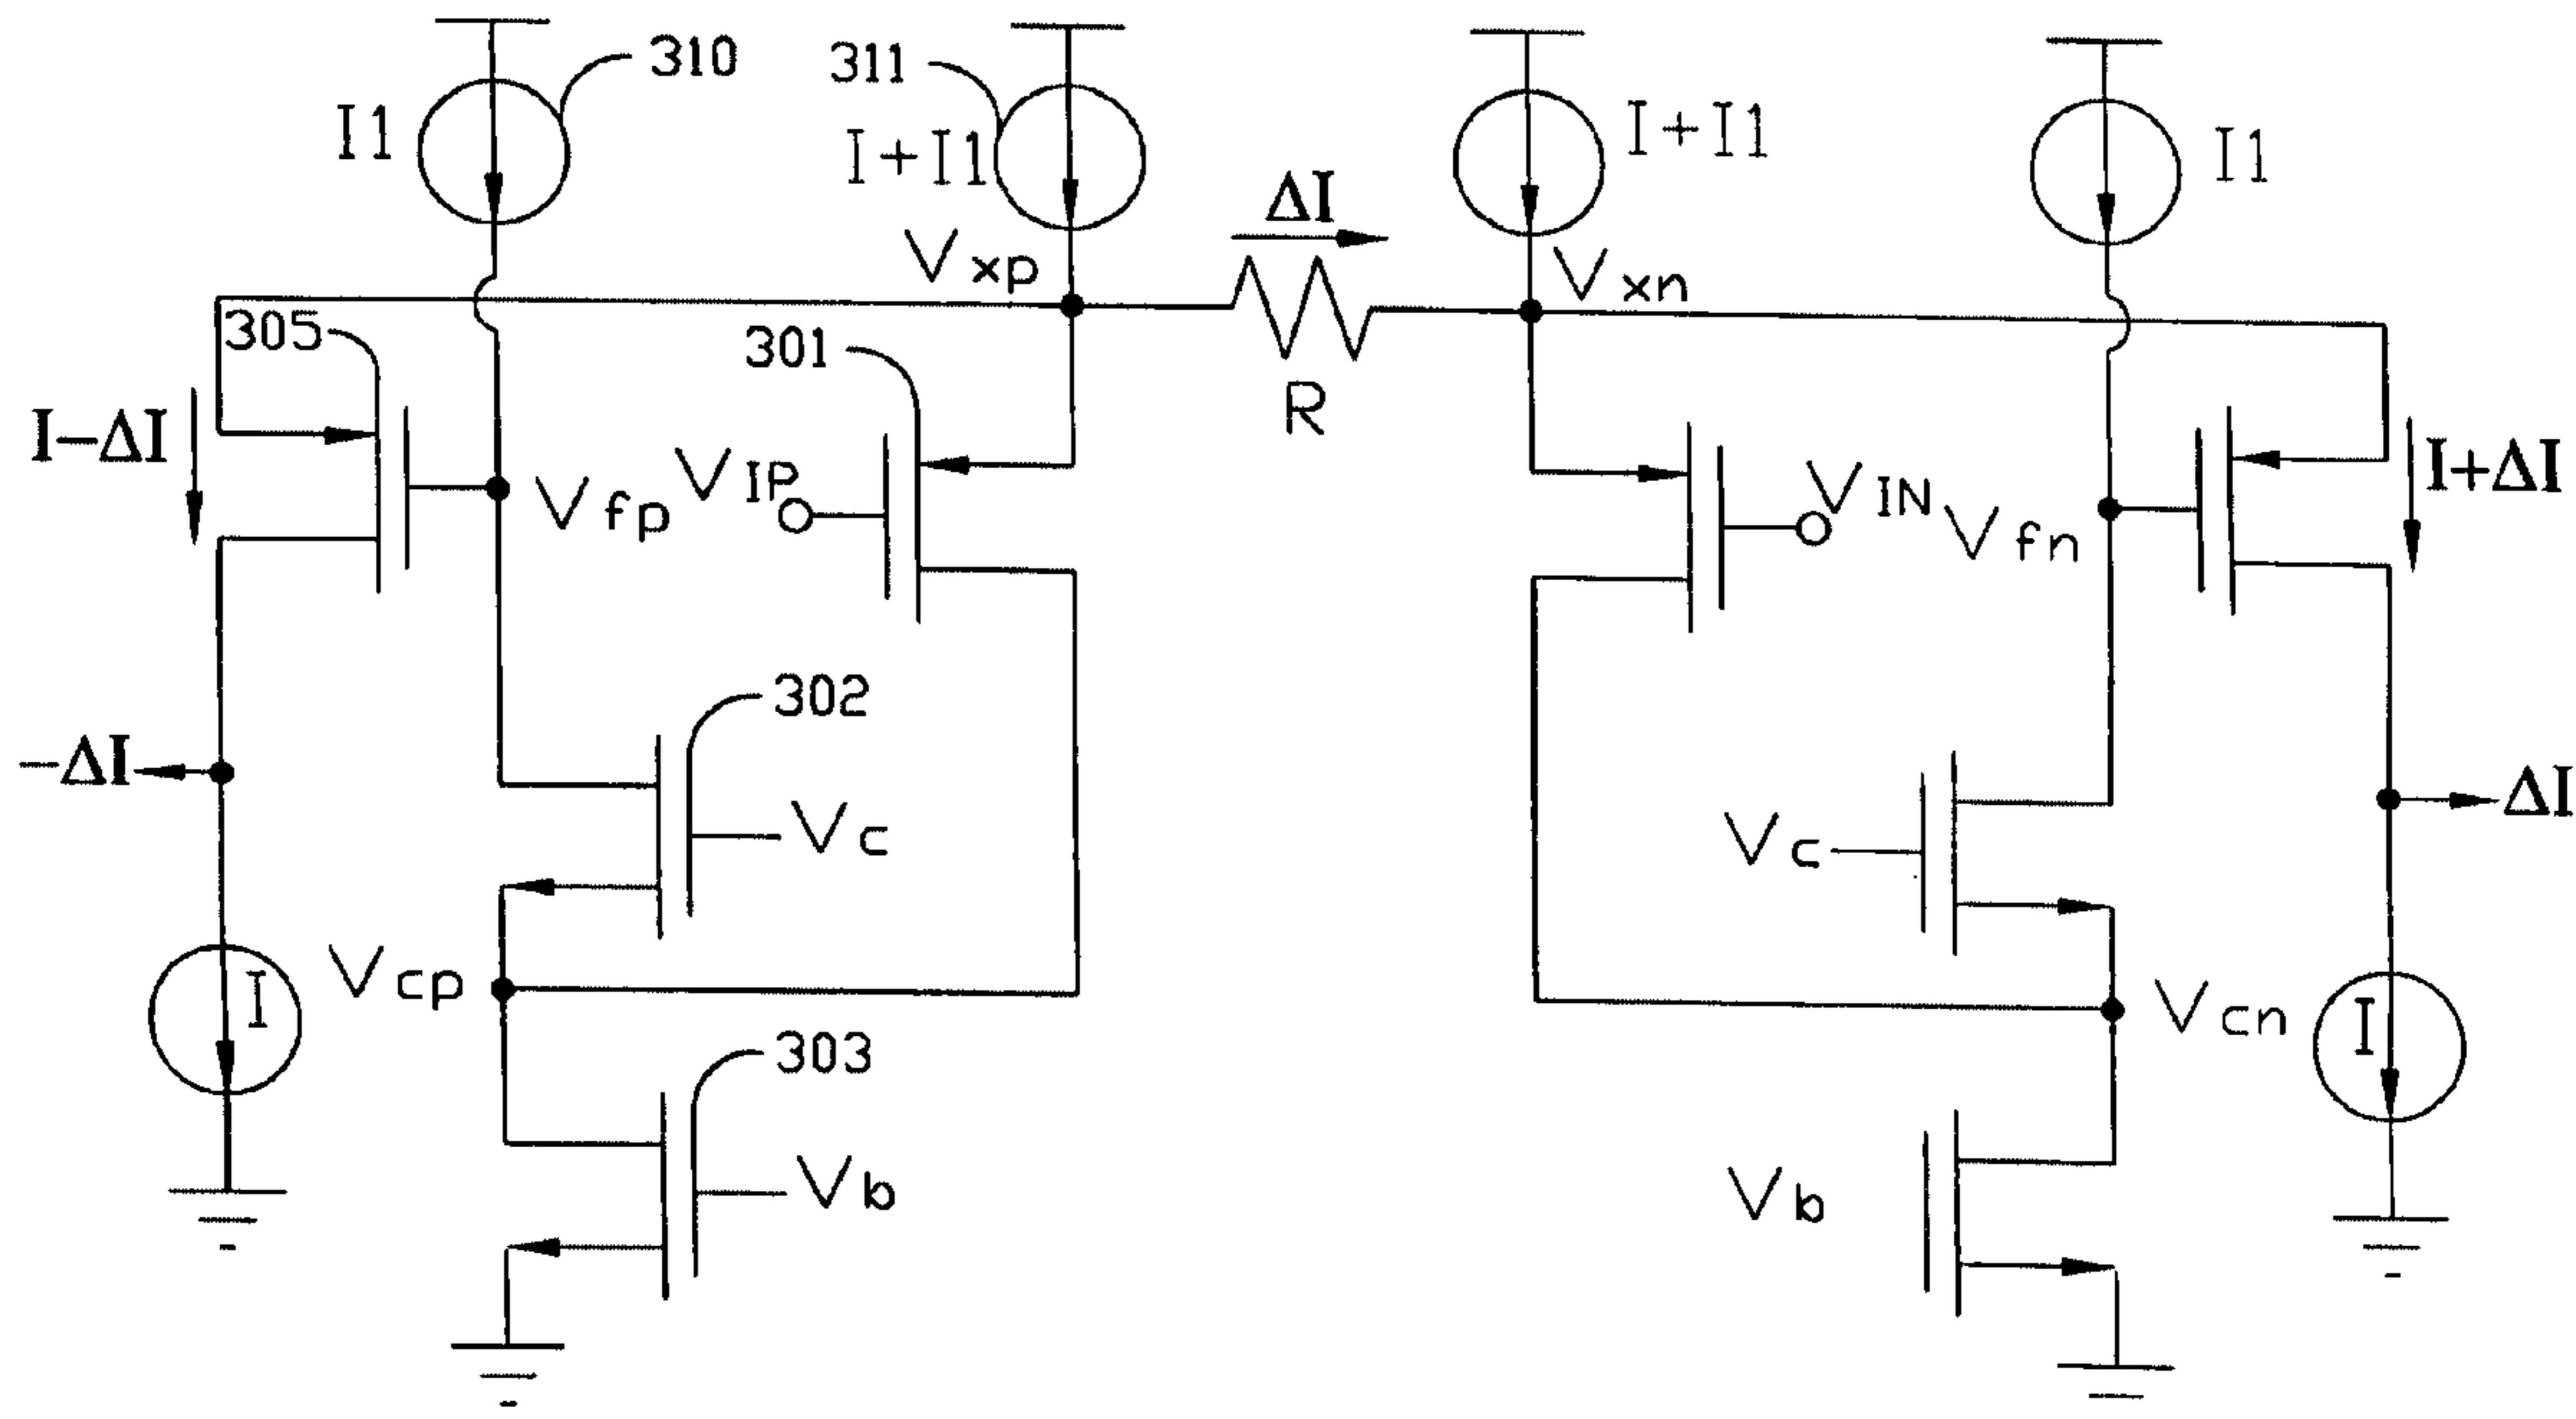 310
311
I1
I+I1
I+I1
I1
ΔI
Vxp
Vxn
305
301
R
I-ΔI
VIP
VIN
I+ΔI
Vfp
Vfn
302
-ΔI
Vc
Vc
ΔI
Vcp
I
Vcn
I
303
Vb
Vb